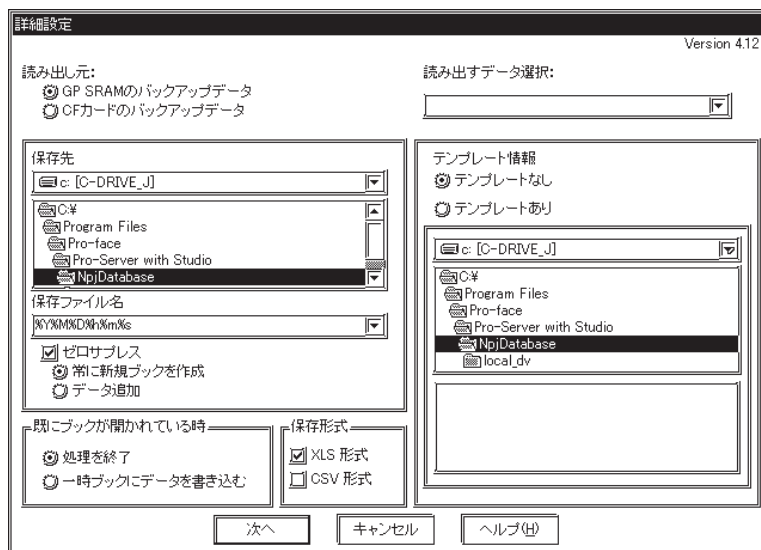 詳細設定
Version 4.12
読み出し元:
GP SRAMのバックアップデータ
CFカードのバックアップデータ
読み出すデータ選択:
保存先
c: [C-DRIVE_J]
C:¥
Program Files
Pro-face
Pro-Server with Studio
NpjDatabase
保存ファイル名
%Y%M%D%h%m%s
ゼロサプレス
常に新規ブックを作成
データ追加
既にブックが開かれている時
処理を終了
一時ブックにデータを書き込む
保存形式
XLS 形式
CSV 形式
テンプレート情報
テンプレートなし
テンプレートあり
c: [C-DRIVE_J]
C:¥
Program Files
Pro-face
Pro-Server with Studio
NpjDatabase
local_dv
次へ
キャンセル
ヘルプ(H)